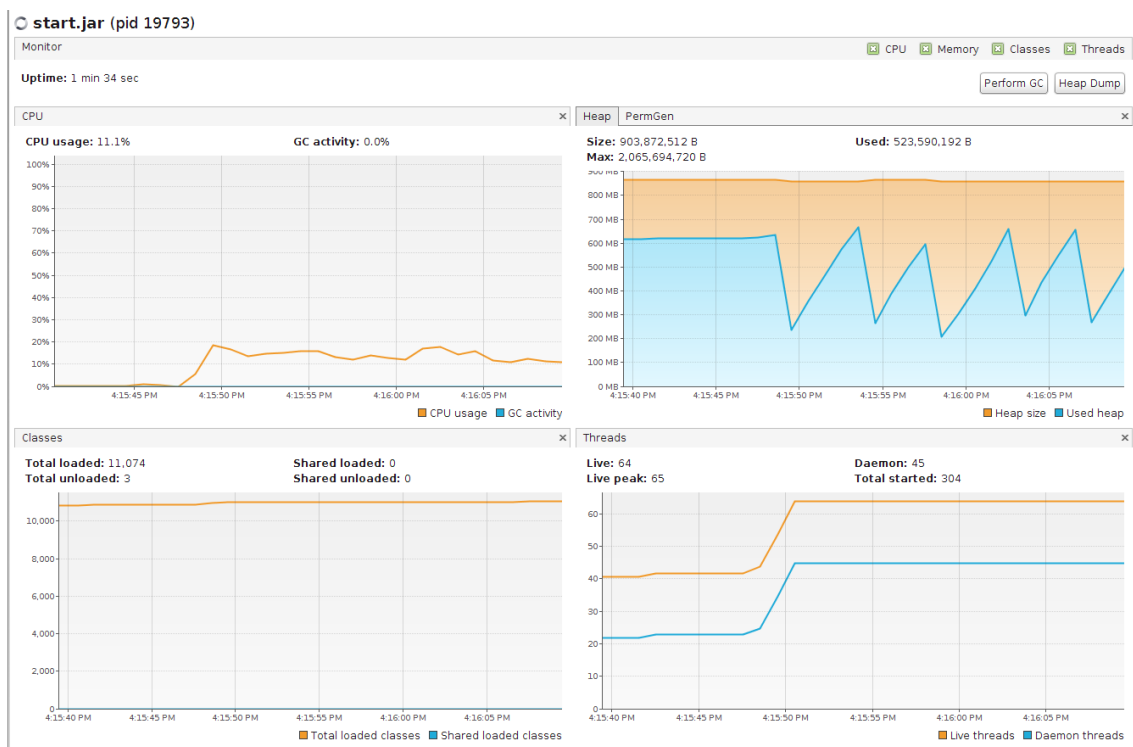 start.jar (pid 19793)
Monitor
CPU Memory Classes Threads
Uptime: 1 min 34 sec
Perform GC Heap Dump
CPU
CPU usage: 11.1% GC activity: 0.0%
100%
90%
80%
70%
60%
50%
40%
30%
20%
10%
0%
4:15:45 PM 4:15:50 PM 4:15:55 PM 4:16:00 PM 4:16:05 PM
CPU usage GC activity
Heap PermGen
Size: 903,872,512 B Used: 523,590,192 B
Max: 2,065,694,720 B
900 MB
800 MB
700 MB
600 MB
500 MB
400 MB
300 MB
200 MB
100 MB
0 MB
4:15:40 PM 4:15:45 PM 4:15:50 PM 4:15:55 PM 4:16:00 PM 4:16:05 PM
Heap size Used heap
Classes
Total loaded: 11,074 Shared loaded: 0
Total unloaded: 3 Shared unloaded: 0
10,000
8,000
6,000
4,000
2,000
0
4:15:40 PM 4:15:45 PM 4:15:50 PM 4:15:55 PM 4:16:00 PM 4:16:05 PM
Total loaded classes Shared loaded classes
Threads
Live: 64 Daemon: 45
Live peak: 65 Total started: 304
60
50
40
30
20
10
0
4:15:40 PM 4:15:45 PM 4:15:50 PM 4:15:55 PM 4:16:00 PM 4:16:05 PM
Live threads Daemon threads